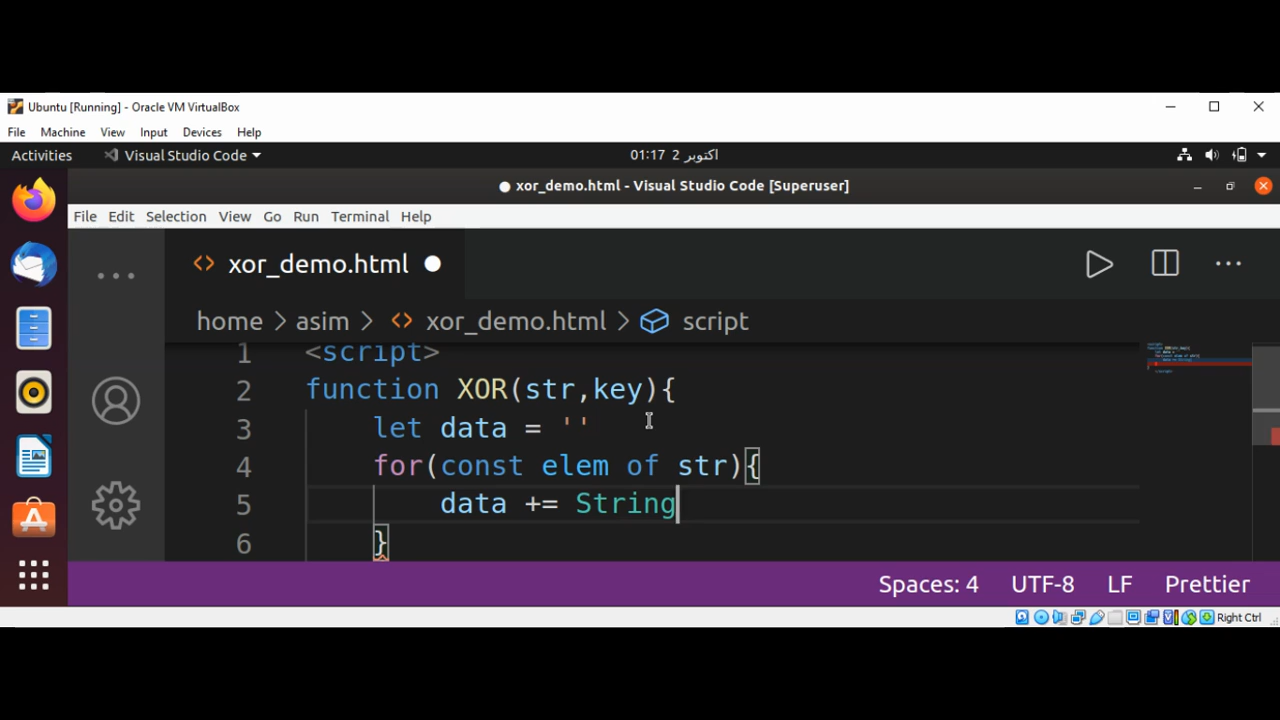 Ubuntu [Running] - Oracle VM VirtualBox
File Machine View Input Devices Help
Activities Visual Studio Code 01:17 2 اکتوبر
xor_demo.html - Visual Studio Code [Superuser]
File Edit Selection View Go Run Terminal Help
xor_demo.html
home > asim > xor_demo.html > script
1 <script>
2 function XOR(str,key){
3 let data = ''
4 for(const elem of str){
5 data += String
6 }
Spaces: 4 UTF-8 LF Prettier
Right Ctrl